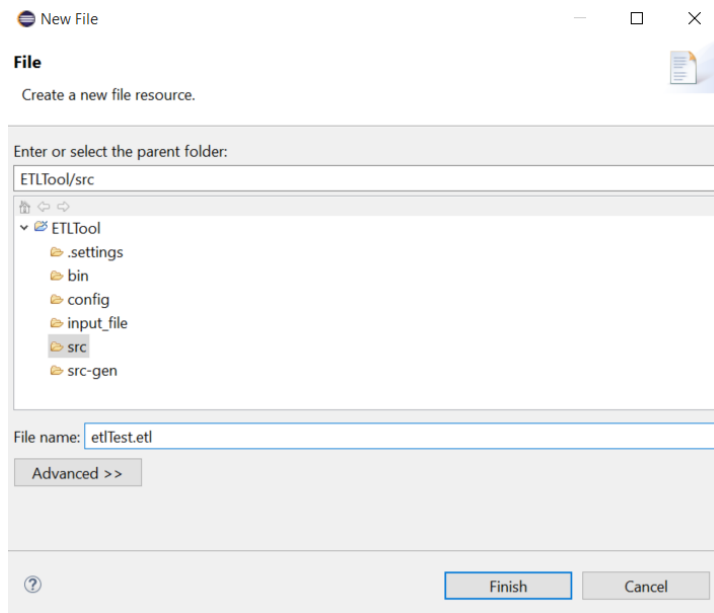 New File
File
Create a new file resource.
Enter or select the parent folder:
ETLTool/src
ETLTool
.settings
bin
config
input_file
src
src-gen
File name: etlTest.etl
Advanced >>
? Finish Cancel